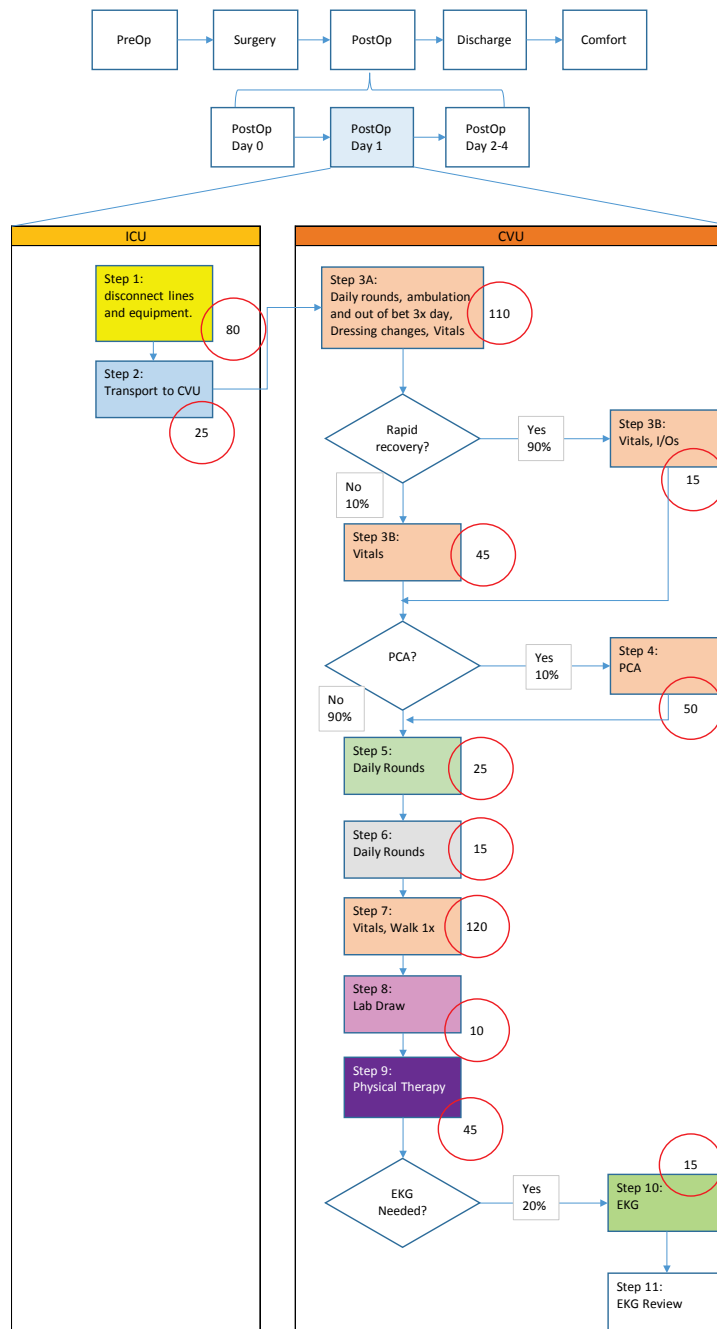 PreOp
Surgery
PostOp
Discharge
Comfort
PostOp
Day 0
PostOp
Day 1
PostOp
Day 2-4
ICU
CVU
Step 1:
disconnect lines
and equipment.
80
Step 2:
Transport to CVU
25
Step 3A:
Daily rounds, ambulation
and out of bet 3x day,
Dressing changes, Vitals
110
Rapid
recovery?
Yes
90%
Step 3B:
Vitals, I/Os
15
No
10%
Step 3B:
Vitals
45
PCA?
Yes
10%
Step 4:
PCA
50
No
90%
Step 5:
Daily Rounds
25
Step 6:
Daily Rounds
15
Step 7:
Vitals, Walk 1x
120
Step 8:
Lab Draw
10
Step 9:
Physical Therapy
45
EKG
Needed?
Yes
20%
15
Step 10:
EKG
Step 11:
EKG Review